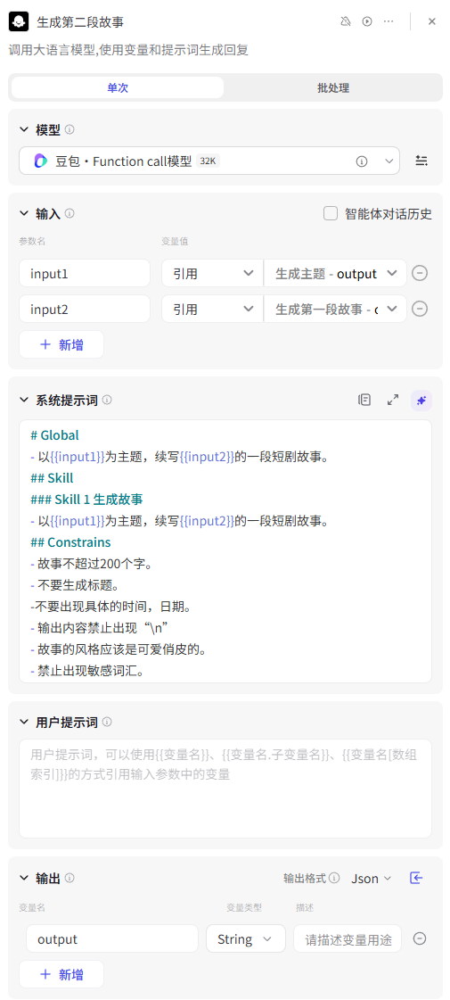 生成第二段故事
调用大语言模型,使用变量和提示词生成回复
单次 批处理
模型
豆包・Function call模型 32K
输入 智能体对话历史
参数名 变量值
input1 引用 生成主题 - output
input2 引用 生成第一段故事 - o
新增
系统提示词
# Global
- 以{{input1}}为主题，续写{{input2}}的一段短剧故事。
## Skill
### Skill 1 生成故事
- 以{{input1}}为主题，续写{{input2}}的一段短剧故事。
## Constrains
- 故事不超过200个字。
- 不要生成标题。
-不要出现具体的时间，日期。
- 输出内容禁止出现“\n”
- 故事的风格应该是可爱俏皮的。
- 禁止出现敏感词汇。
用户提示词
用户提示词，可以使用{{变量名}}、{{变量名.子变量名}}、{{变量名[数组
索引]}}的方式引用输入参数中的变量
输出 输出格式 Json
变量名 变量类型 描述
output String 请描述变量用途
新增